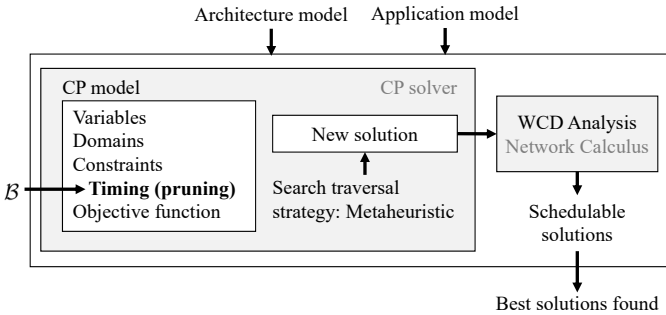 Architecture model
Application model
CP model
CP solver
Variables
Domains
Constraints
Timing (pruning)
Objective function
ℬ
New solution
Search traversal
strategy: Metaheuristic
WCD Analysis
Network Calculus
Schedulable
solutions
Best solutions found